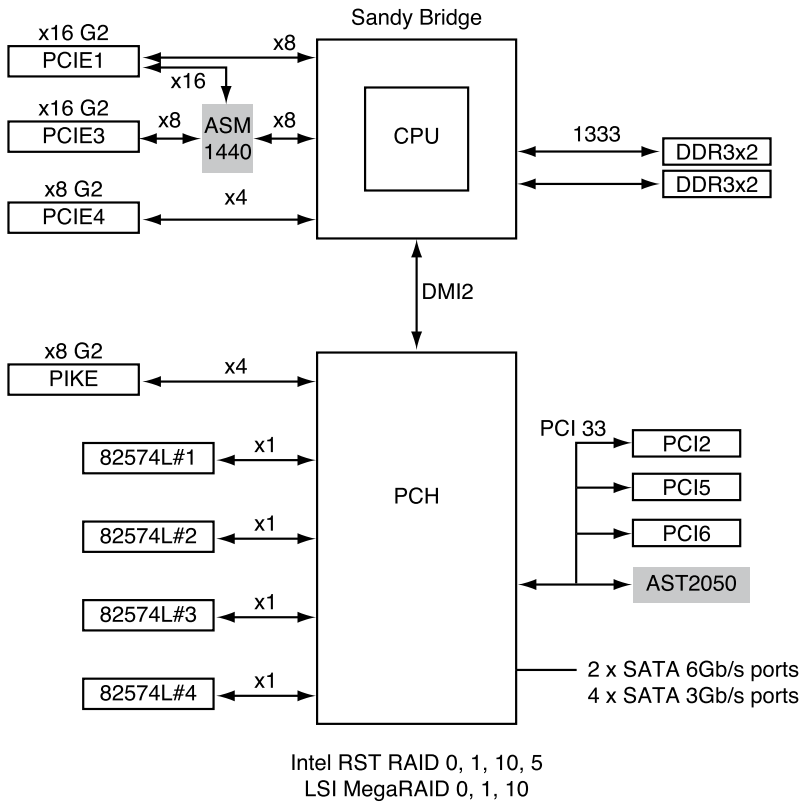 Sandy Bridge
x16 G2
PCIE1
x8
x16
x16 G2
PCIE3
x8
ASM
1440
x8
CPU
1333
DDR3x2
DDR3x2
x8 G2
PCIE4
x4
DMI2
x8 G2
PIKE
x4
PCI 33
PCI2
82574L#1
x1
PCI5
PCH
82574L#2
x1
PCI6
AST2050
82574L#3
x1
2 x SATA 6Gb/s ports
4 x SATA 3Gb/s ports
82574L#4
x1
Intel RST RAID 0, 1, 10, 5
LSI MegaRAID 0, 1, 10